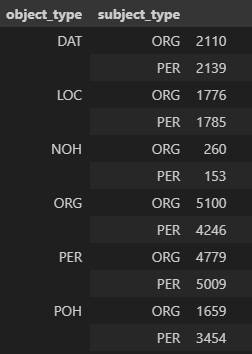 object_type subject_type
DAT ORG 2110
PER 2139
LOC ORG 1776
PER 1785
NOH ORG 260
PER 153
ORG ORG 5100
PER 4246
PER ORG 4779
PER 5009
POH ORG 1659
PER 3454